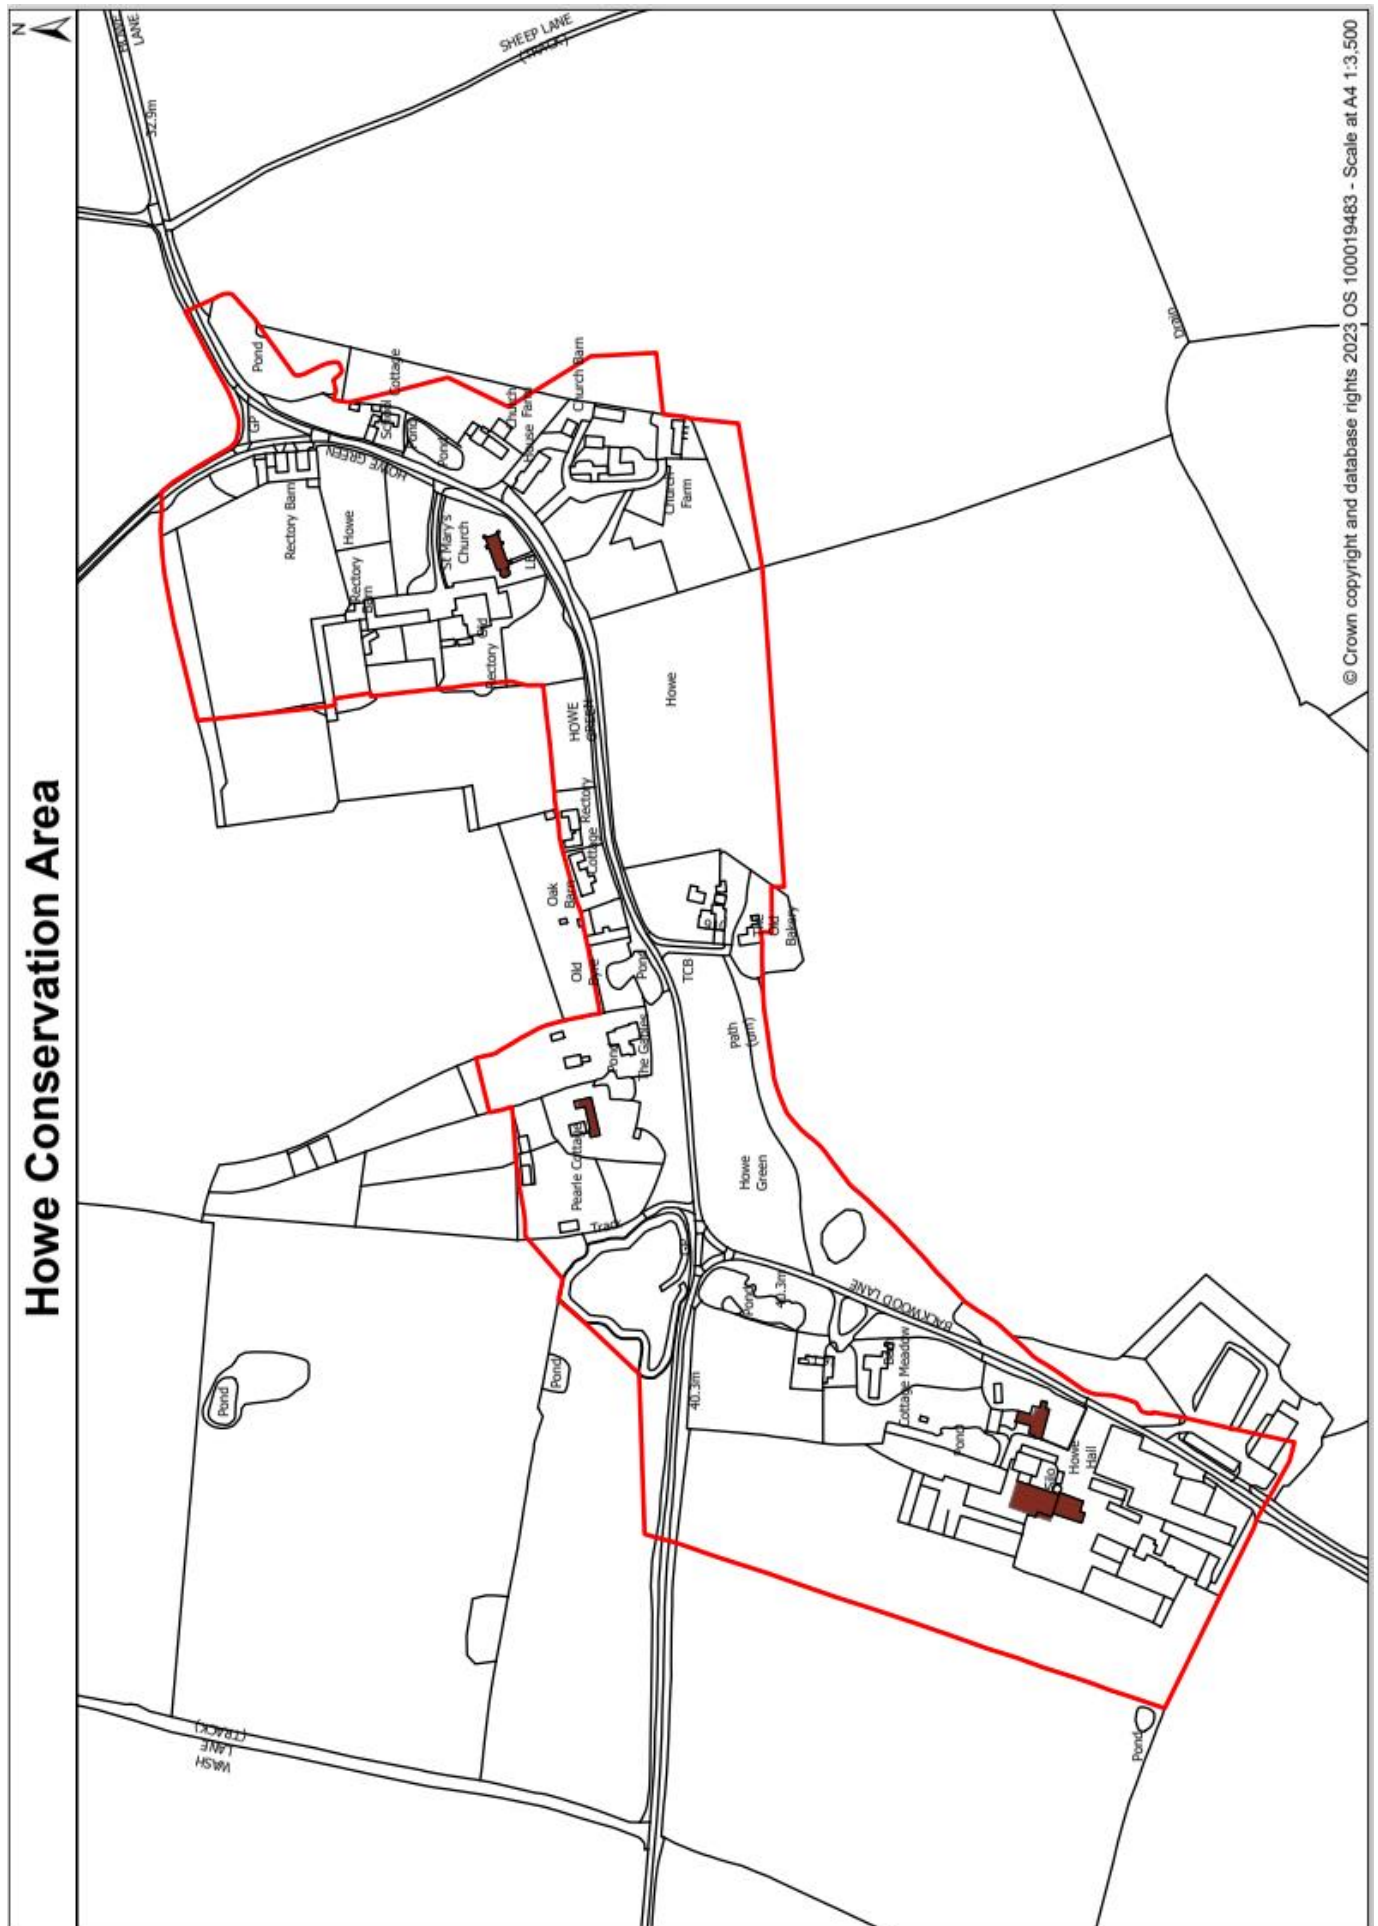 Howe Conservation Area
N
LANE
52.9m
SHEEP LANE
(TRACK)
Pond
GP
School Cottage
Pond
Pond
HOWE GREEN
Church
House Farm
Church Barn
Church
Farm
Rectory Barn
Howe
Rectory
Barn
St Mary's
Church
Old
Rectory
Howe
HOWE
GREEN
Rectory
Cottage
Oak
Barn
Old
Byre
Pond
TCB
The
Old
Bakery
Path
(um)
The Gables
Pond
Pearle Cottage
Howe
Green
Track
Pond
40.3m
BACKWOOD LANE
Cottage Meadow
Pond
Silo
Howe
Hall
40.3m
Pond
Pond
Pond
WASH
LANE
(TRACK)
Drain
© Crown copyright and database rights 2023 OS 100019483 - Scale at A4 1:3,500